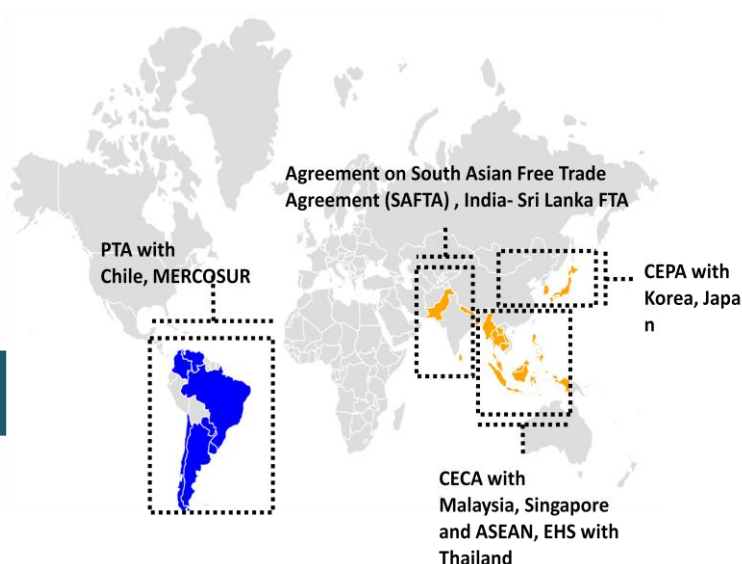 Agreement on South Asian Free Trade
Agreement (SAFTA) , India- Sri Lanka FTA
PTA with
Chile, MERCOSUR
CEPA with
Korea, Japa
n
CECA with
Malaysia, Singapore
and ASEAN, EHS with
Thailand